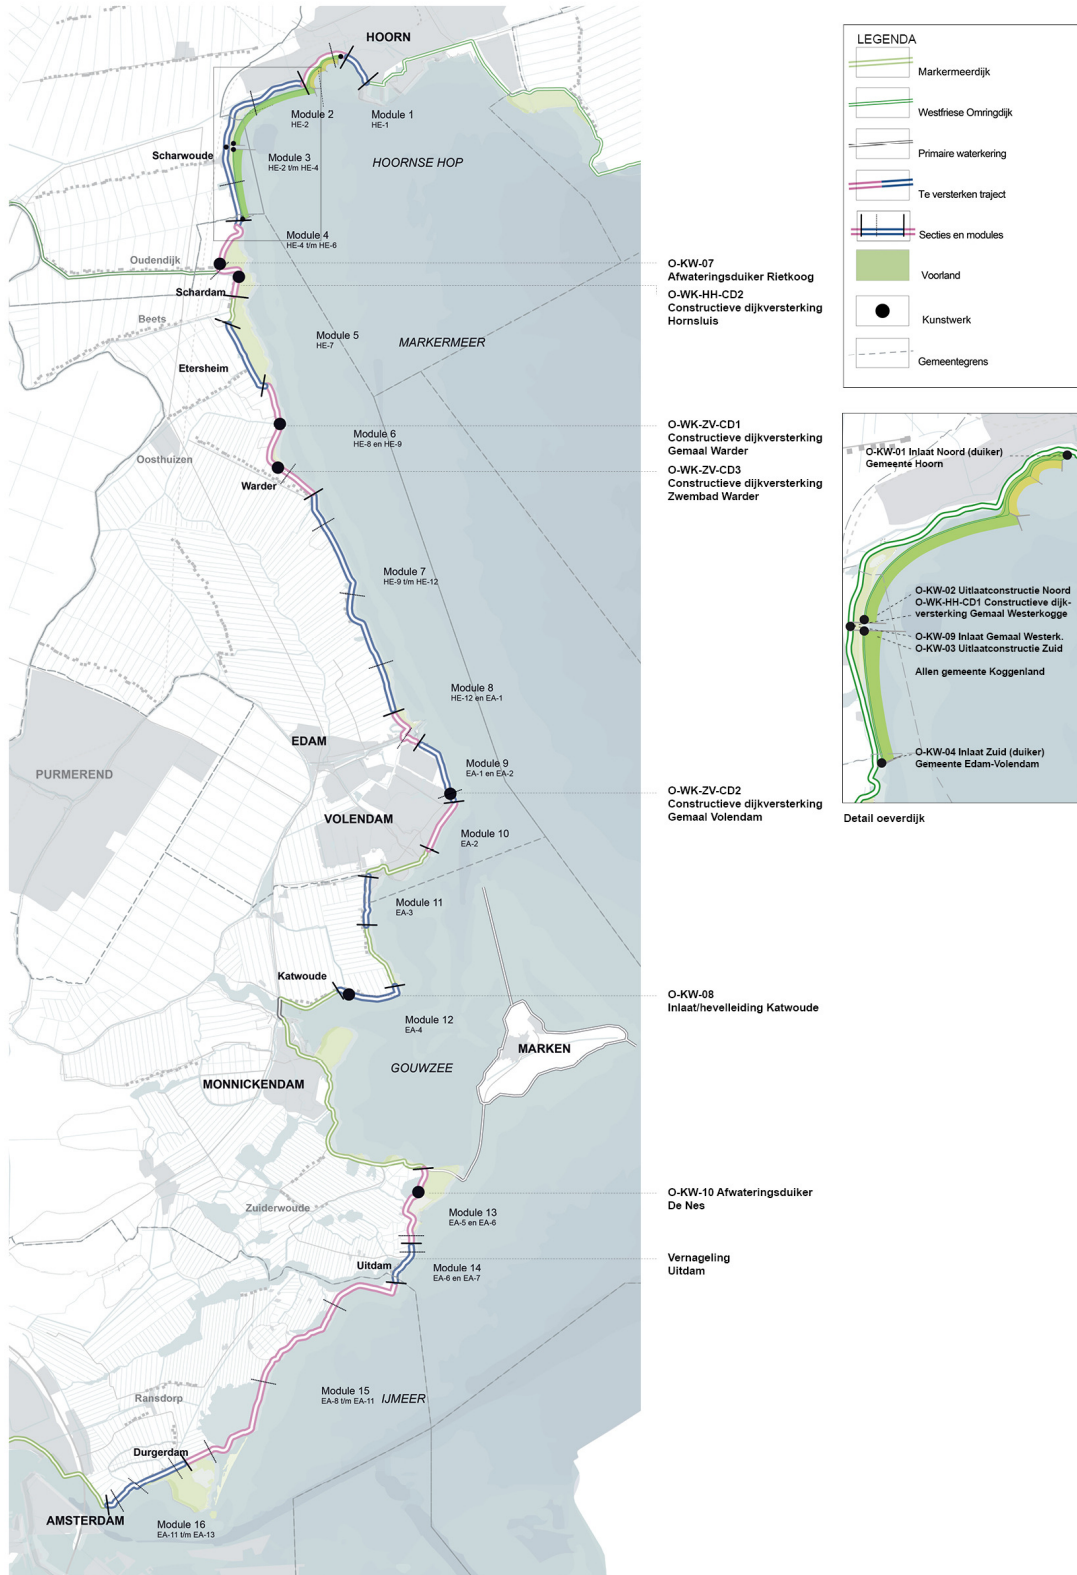 HOORN
Module 2
HE-2
Module 1
HE-1
Scharwoude
Module 3
HE-2 t/m HE-4
HOORNSE HOP
Module 4
HE-4 t/m HE-6
Oudendijk
Schardam
Beets
Module 5
HE-7
MARKERMEER
Etersheim
Module 6
HE-8 en HE-9
Oosthuizen
Warder
Module 7
HE-9 t/m HE-12
Module 8
HE-12 en EA-1
EDAM
PURMEREND
Module 9
EA-1 en EA-2
VOLENDAM
Module 10
EA-2
Module 11
EA-3
Katwoude
Module 12
EA-4
MARKEN
GOUWZEE
MONNICKENDAM
Zuiderwoude
Module 13
EA-5 en EA-6
Uitdam
Module 14
EA-6 en EA-7
Module 15
EA-8 t/m EA-11
IJMEER
Ransdorp
Durgerdam
AMSTERDAM
Module 16
EA-11 t/m EA-13
O-KW-07
Afwateringsduiker Rietkoog
O-WK-HH-CD2
Constructieve dijkversterking
Hornsluis
O-WK-ZV-CD1
Constructieve dijkversterking
Gemaal Warder
O-WK-ZV-CD3
Constructieve dijkversterking
Zwembad Warder
O-WK-ZV-CD2
Constructieve dijkversterking
Gemaal Volendam
O-KW-08
Inlaat/hevelleiding Katwoude
O-KW-10 Afwateringsduiker
De Nes
Vernageling
Uitdam
LEGENDA
Markermeerdijk
Westfriese Omringdijk
Primaire waterkering
Te versterken traject
Secties en modules
Voorland
Kunstwerk
Gemeentegrens
O-KW-01 Inlaat Noord (duiker)
Gemeente Hoorn
O-KW-02 Uitlaatconstructie Noord
O-WK-HH-CD1 Constructieve dijk-
versterking Gemaal Westerkogge
O-KW-09 Inlaat Gemaal Westerk.
O-KW-03 Uitlaatconstructie Zuid
Allen gemeente Koggenland
O-KW-04 Inlaat Zuid (duiker)
Gemeente Edam-Volendam
Detail oeverdijk